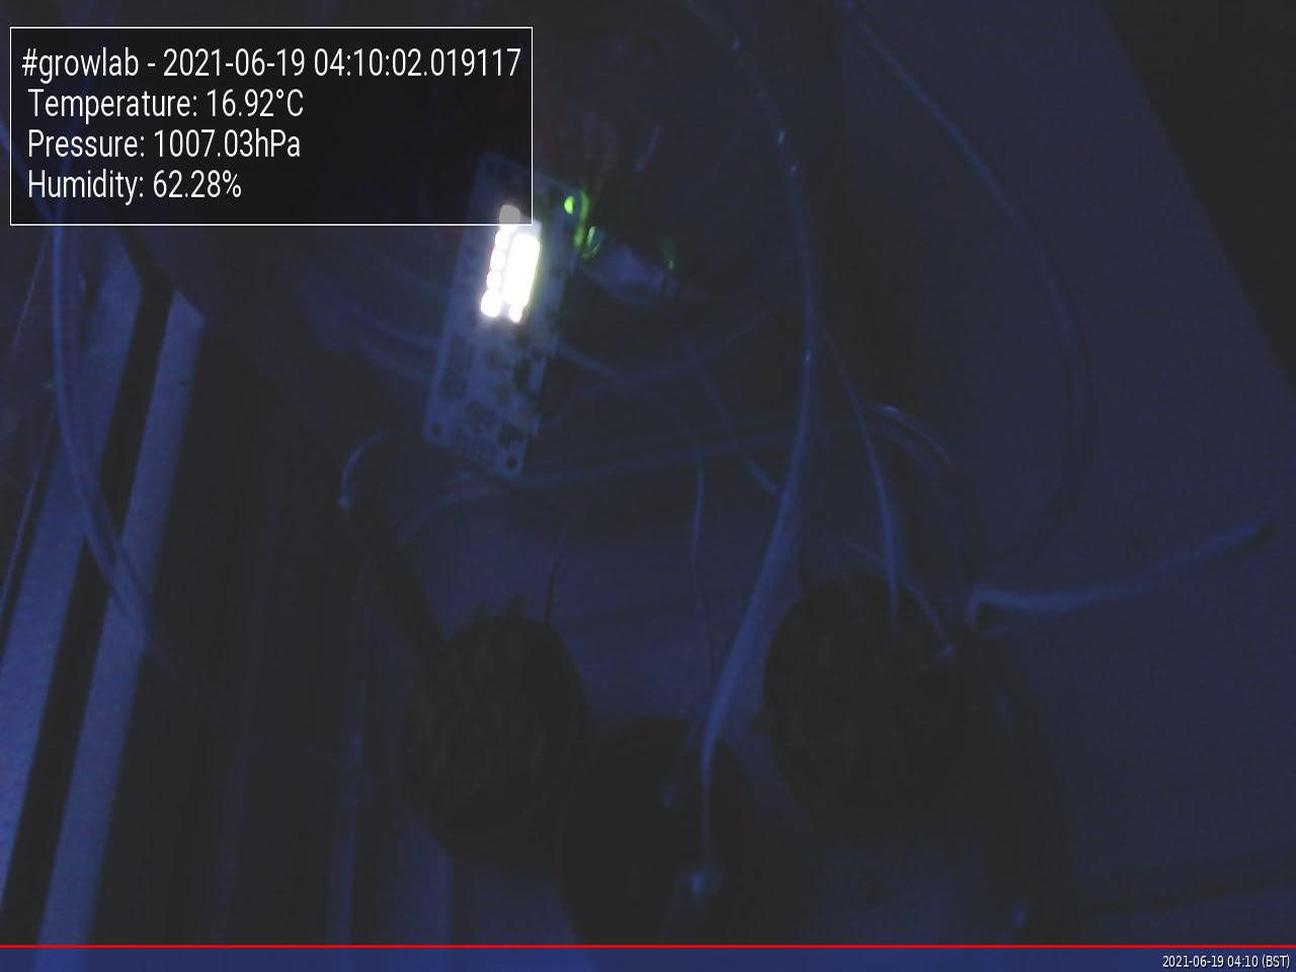 #growlab - 2021-06-19 04:10:02.019117
Temperature: 16.92°C
Pressure: 1007.03hPa
Humidity: 62.28%
2021-06-19 04:10 (BST)